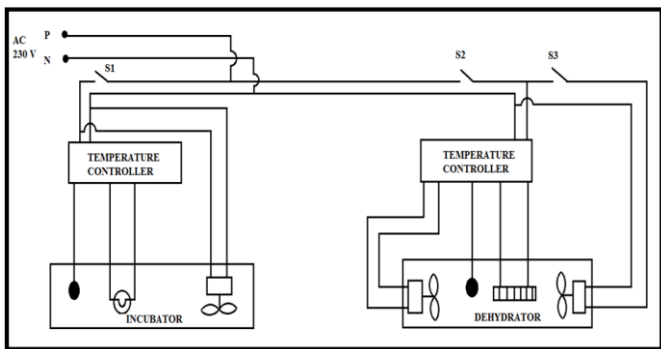 AC
230 V
P
N
S1
S2
S3
TEMPERATURE
CONTROLLER
TEMPERATURE
CONTROLLER
INCUBATOR
DEHYDRATOR